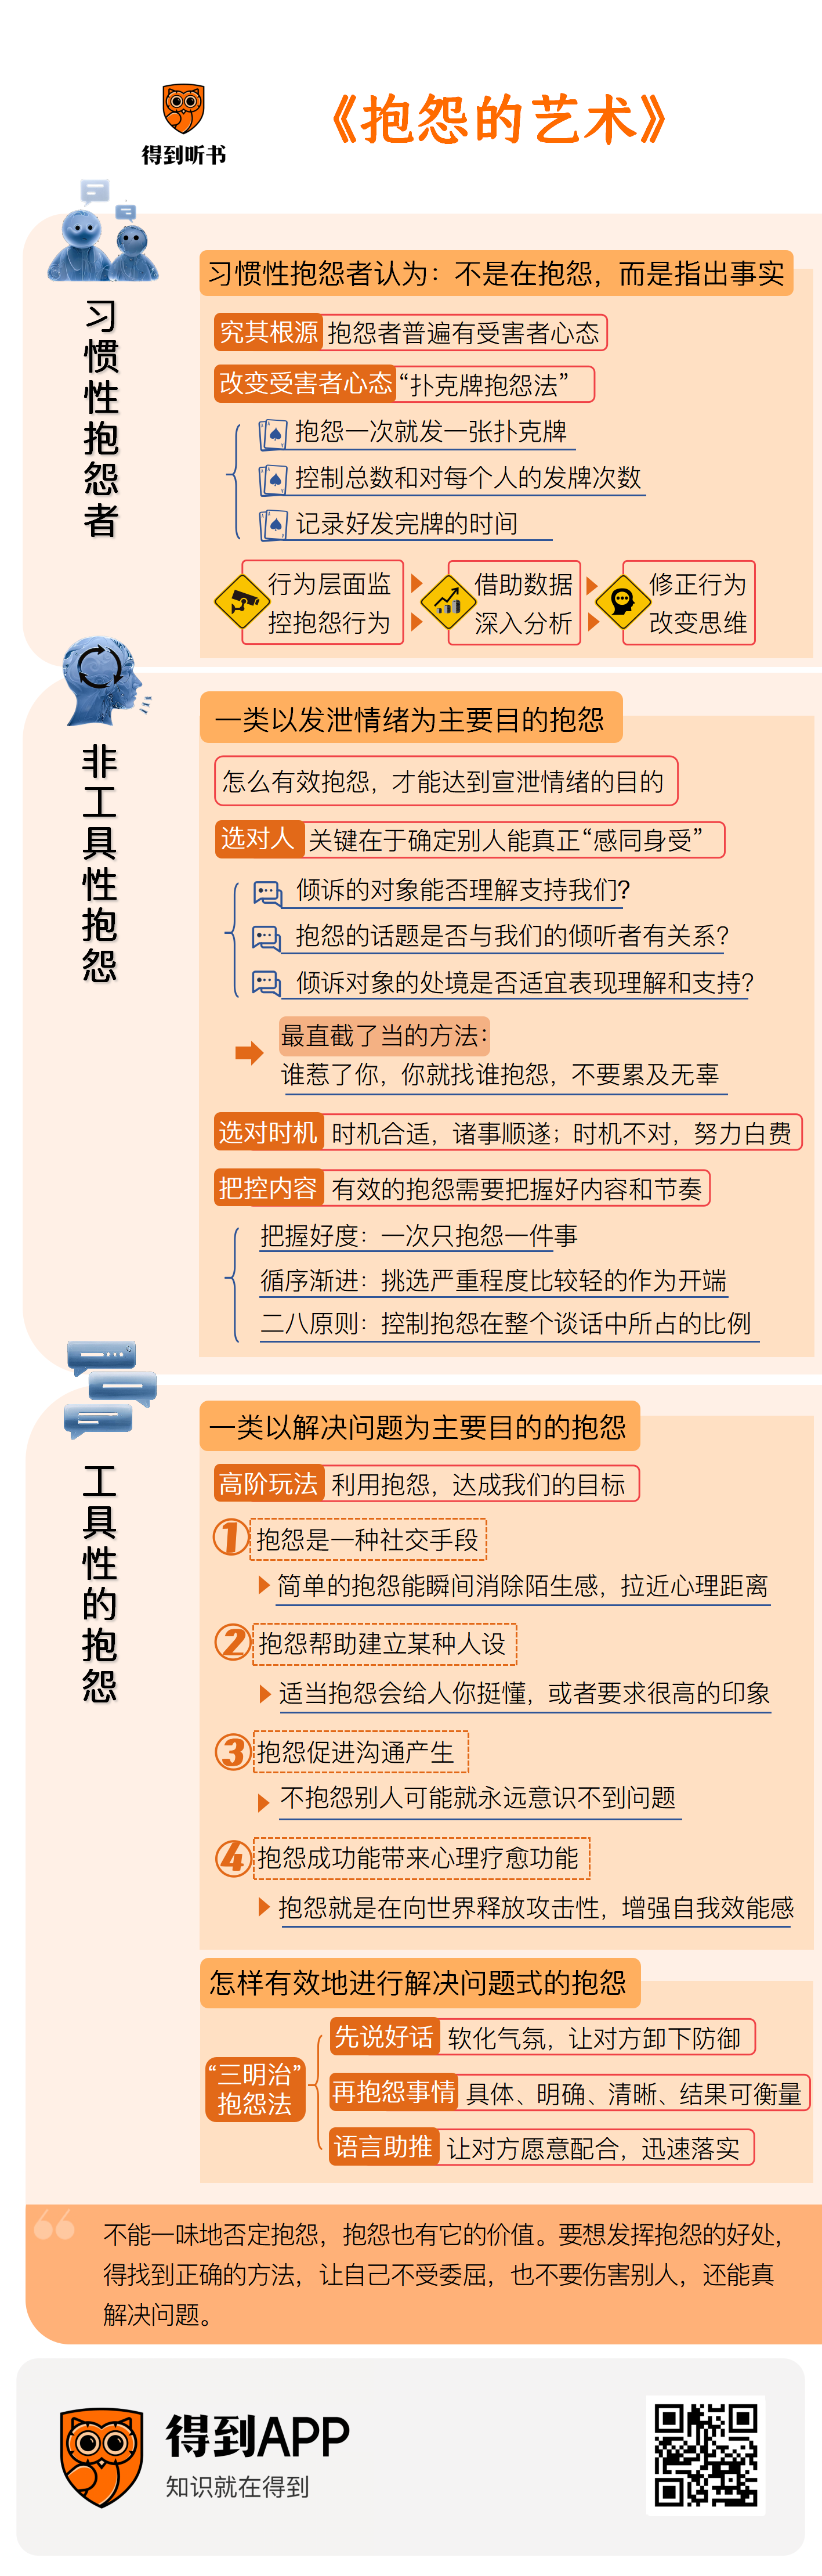 《抱怨的艺术》
得到听书
习惯性抱怨者
习惯性抱怨者认为：不是在抱怨，而是指出事实
究其根源 抱怨者普遍有受害者心态
改变受害者心态 “扑克牌抱怨法”
抱怨一次就发一张扑克牌
控制总数和对每个人的发牌次数
记录好发完牌的时间
行为层面监
控抱怨行为
借助数据
深入分析
修正行为
改变思维
非工具性抱怨
一类以发泄情绪为主要目的抱怨
怎么有效抱怨，才能达到宣泄情绪的目的
选对人 关键在于确定别人能真正“感同身受”
倾诉的对象能否理解支持我们?
抱怨的话题是否与我们的倾听者有关系?
倾诉对象的处境是否适宜表现理解和支持?
最直截了当的方法：
谁惹了你，你就找谁抱怨，不要累及无辜
选对时机 时机合适，诸事顺遂；时机不对，努力白费
把控内容 有效的抱怨需要把握好内容和节奏
把握好度：一次只抱怨一件事
循序渐进：挑选严重程度比较轻的作为开端
二八原则：控制抱怨在整个谈话中所占的比例
工具性的抱怨
一类以解决问题为主要目的的抱怨
高阶玩法 利用抱怨，达成我们的目标
1 抱怨是一种社交手段
简单的抱怨能瞬间消除陌生感，拉近心理距离
2 抱怨帮助建立某种人设
适当抱怨会给人你挺懂，或者要求很高的印象
3 抱怨促进沟通产生
不抱怨别人可能就永远意识不到问题
4 抱怨成功能带来心理疗愈功能
抱怨就是在向世界释放攻击性，增强自我效能感
怎样有效地进行解决问题式的抱怨
“三明治”
抱怨法
先说好话 软化气氛，让对方卸下防御
再抱怨事情 具体、明确、清晰、结果可衡量
语言助推 让对方愿意配合，迅速落实
不能一味地否定抱怨，抱怨也有它的价值。要想发挥抱怨的好处，
得找到正确的方法，让自己不受委屈，也不要伤害别人，还能真
解决问题。
得到APP
知识就在得到